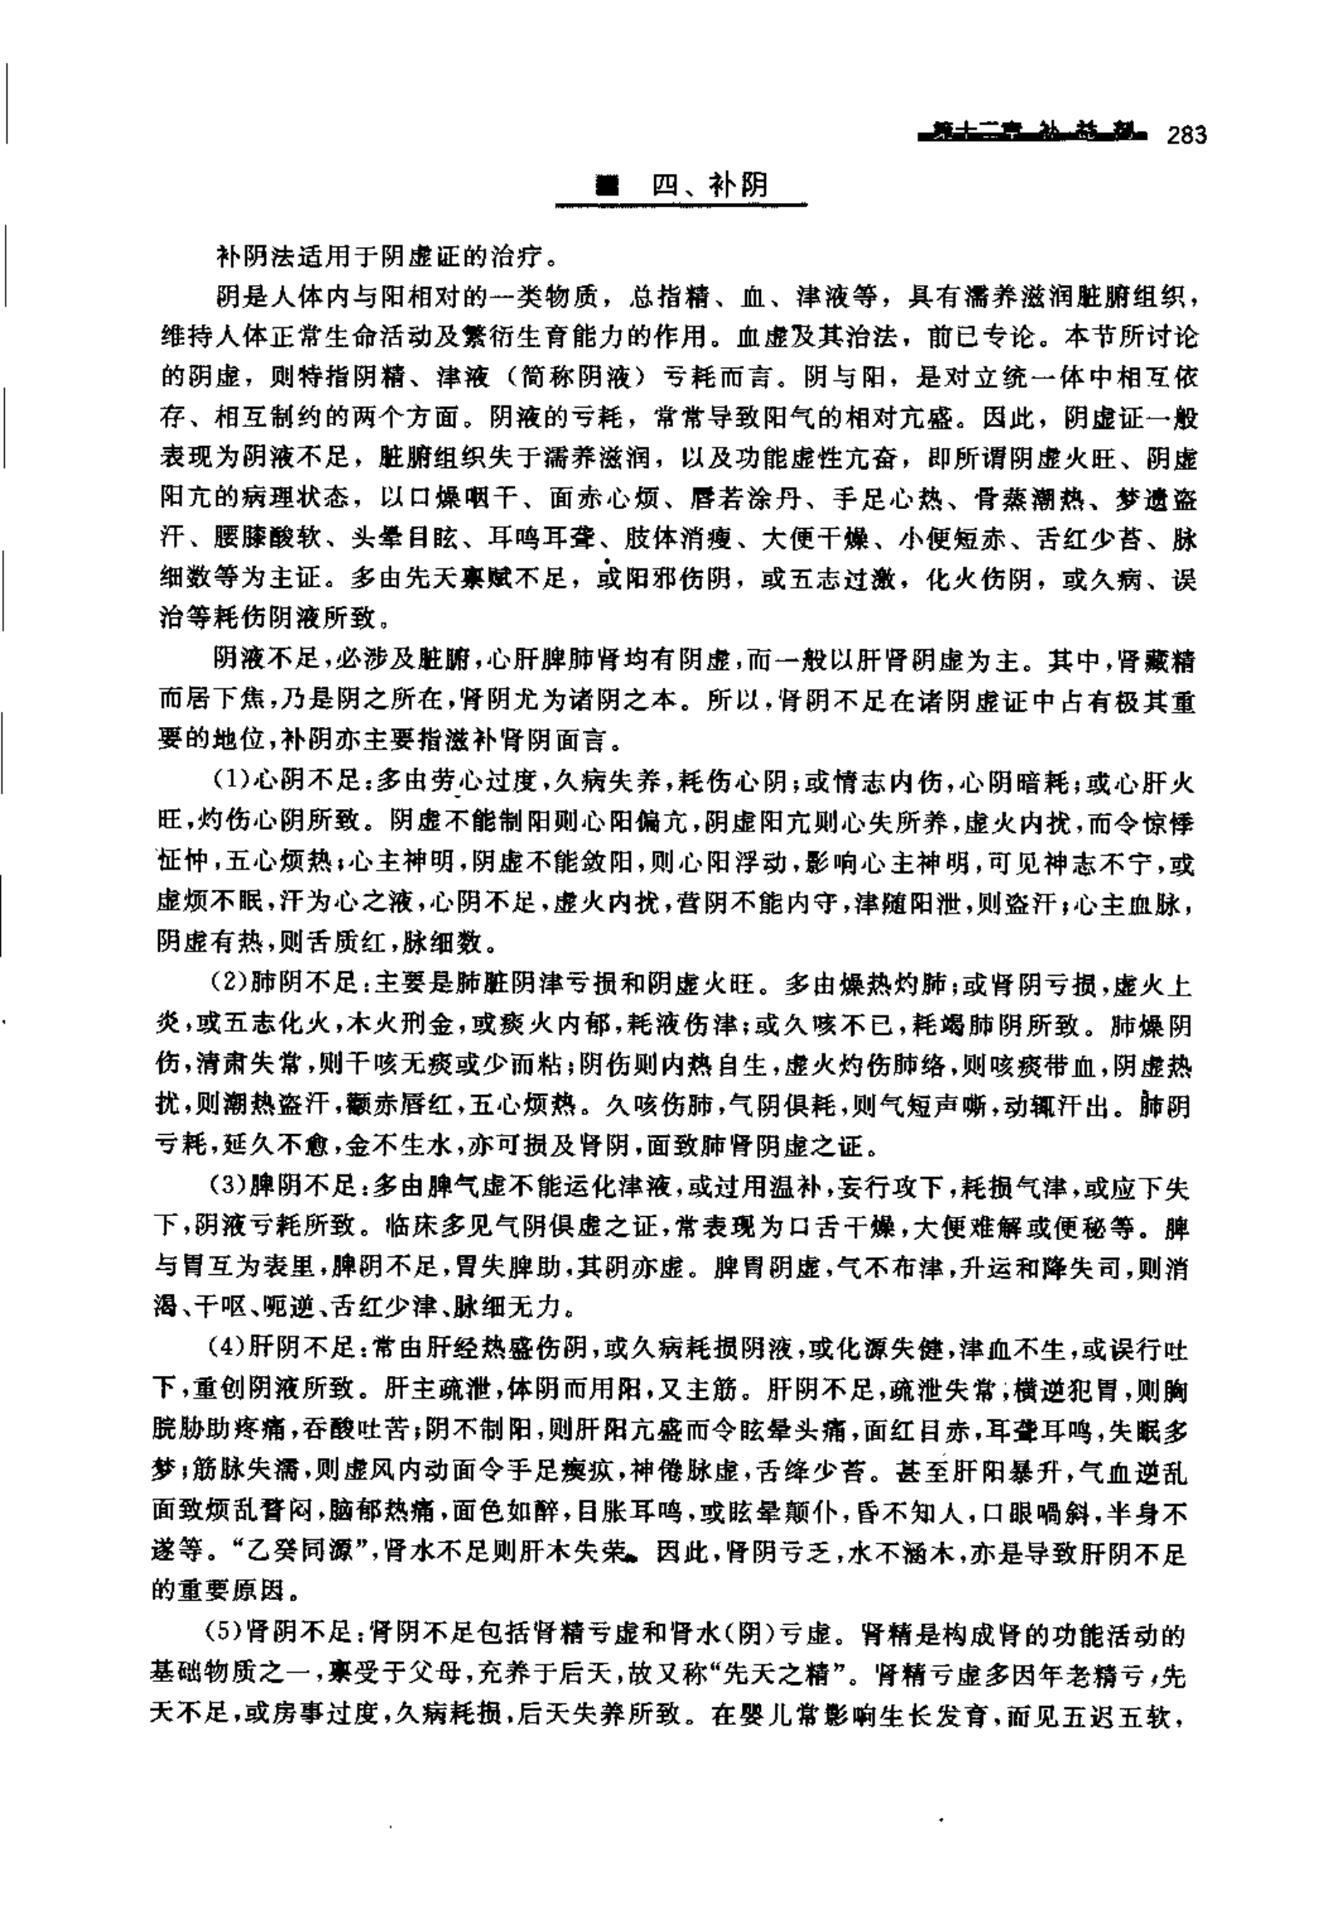 第十二章 补益剂 283
四、补阴
补阴法适用于阴虚证的治疗。
阴是人体内与阳相对的一类物质，总指精、血、津液等，具有濡养滋润脏腑组织，
维持人体正常生命活动及繁衍生育能力的作用。血虚及其治法，前已专论。本节所讨论
的阴虚，则特指阴精、津液（简称阴液）亏耗而言。阴与阳，是对立统一体中相互依
存、相互制约的两个方面。阴液的亏耗，常常导致阳气的相对亢盛。因此，阴虚证一般
表现为阴液不足，脏腑组织失于濡养滋润，以及功能虚性亢奋，即所谓阴虚火旺、阴虚
阳亢的病理状态，以口燥咽干、面赤心烦、唇若涂丹、手足心热、骨蒸潮热、梦遗盗
汗、腰膝酸软、头晕目眩、耳鸣耳聋、肢体消瘦、大便干燥、小便短赤、舌红少苔、脉
细数等为主证。多由先天禀赋不足，或阳邪伤阴，或五志过激，化火伤阴，或久病、误
治等耗伤阴液所致。
阴液不足，必涉及脏腑，心肝脾肺肾均有阴虚，而一般以肝肾阴虚为主。其中，肾藏精
而居下焦，乃是阴之所在，肾阴尤为诸阴之本。所以，肾阴不足在诸阴虚证中占有极其重
要的地位，补阴亦主要指滋补肾阴面言。
(1)心阴不足：多由劳心过度，久病失养，耗伤心阴；或情志内伤，心阴暗耗；或心肝火
旺，灼伤心阴所致。阴虚不能制阳则心阳偏亢，阴虚阳亢则心失所养，虚火内扰，而令惊悸
怔忡，五心烦热；心主神明，阴虚不能敛阳，则心阳浮动，影响心主神明，可见神志不宁，或
虚烦不眠，汗为心之液，心阴不足，虚火内扰，营阴不能内守，津随阳泄，则盗汗；心主血脉，
阴虚有热，则舌质红，脉细数。
(2)肺阴不足：主要是肺脏阴津亏损和阴虚火旺。多由燥热灼肺；或肾阴亏损，虚火上
炎，或五志化火，木火刑金，或痰火内郁，耗液伤津；或久咳不已，耗竭肺阴所致。肺燥阴
伤，清肃失常，则干咳无痰或少而粘；阴伤则内热自生，虚火灼伤肺络，则咳痰带血，阴虚热
扰，则潮热盗汗，颧赤唇红，五心烦热。久咳伤肺，气阴俱耗，则气短声嘶，动辄汗出。肺阴
亏耗，延久不愈，金不生水，亦可损及肾阴，面致肺肾阴虚之证。
(3)脾阴不足：多由脾气虚不能运化津液，或过用温补，妄行攻下，耗损气津，或应下失
下，阴液亏耗所致。临床多见气阴俱虚之证，常表现为口舌干燥，大便难解或便秘等。脾
与胃互为表里，脾阴不足，胃失脾助，其阴亦虚。脾胃阴虚，气不布津，升运和降失司，则消
渴、干呕、呃逆、舌红少津、脉细无力。
(4)肝阴不足：常由肝经热盛伤阴，或久病耗损阴液，或化源失健，津血不生，或误行吐
下，重创阴液所致。肝主疏泄，体阴而用阳，又主筋。肝阴不足，疏泄失常，横逆犯胃，则胸
脘胁助疼痛，吞酸吐苦；阴不制阳，则肝阳亢盛而令眩晕头痛，面红目赤，耳聋耳鸣，失眠多
梦；筋脉失濡，则虚风内动面令手足瘈疭，神倦脉虚，舌绛少苔。甚至肝阳暴升，气血逆乱
面致烦乱瞀闷，脑郁热痛，面色如醉，目胀耳鸣，或眩晕颠仆，昏不知人，口眼㖞斜，半身不
遂等。“乙癸同源”，肾水不足则肝木失荣。因此，肾阴亏乏，水不涵木，亦是导致肝阴不足
的重要原因。
(5)肾阴不足：肾阴不足包括肾精亏虚和肾水(阴)亏虚。肾精是构成肾的功能活动的
基础物质之一，禀受于父母，充养于后天，故又称“先天之精”。肾精亏虚多因年老精亏，先
天不足，或房事过度，久病耗损，后天失养所致。在婴儿常影响生长发育，而见五迟五软，